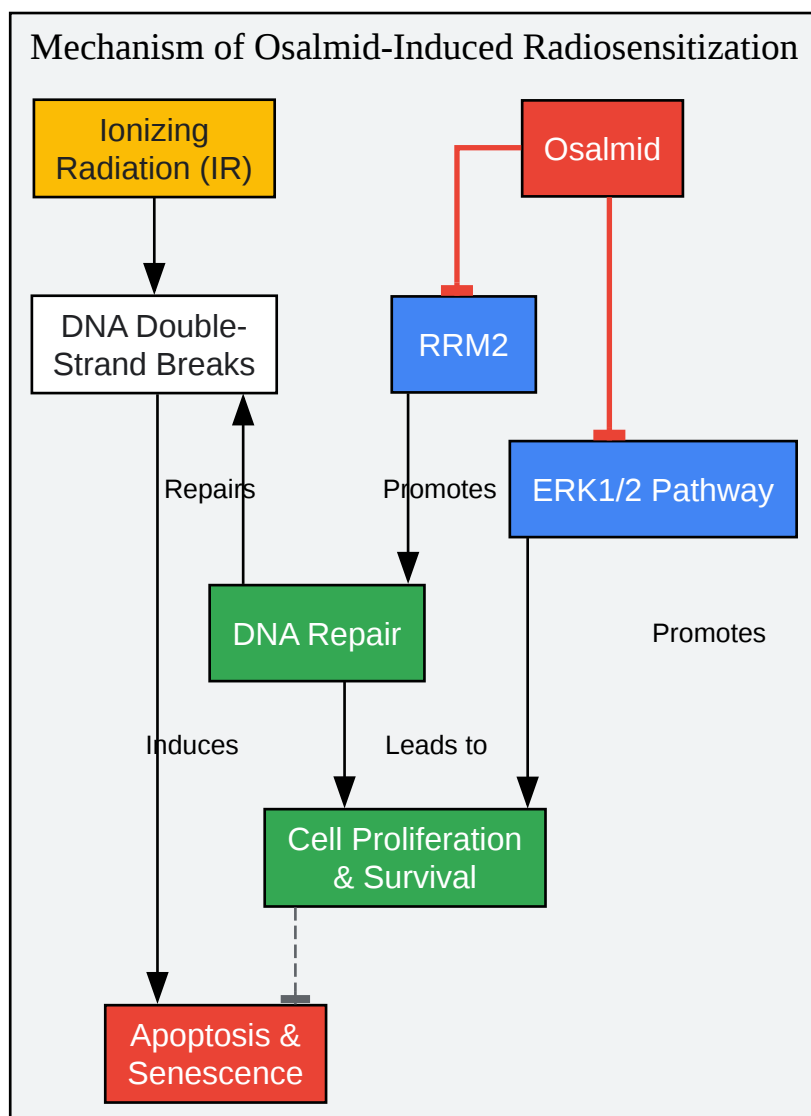 Mechanism of Osalmid-Induced Radiosensitization
Ionizing
Radiation (IR)
Osalmid
DNA Double-
Strand Breaks
RRM2
Repairs
Promotes
ERK1/2 Pathway
DNA Repair
Promotes
Induces
Leads to
Cell Proliferation
& Survival
Apoptosis &
Senescence